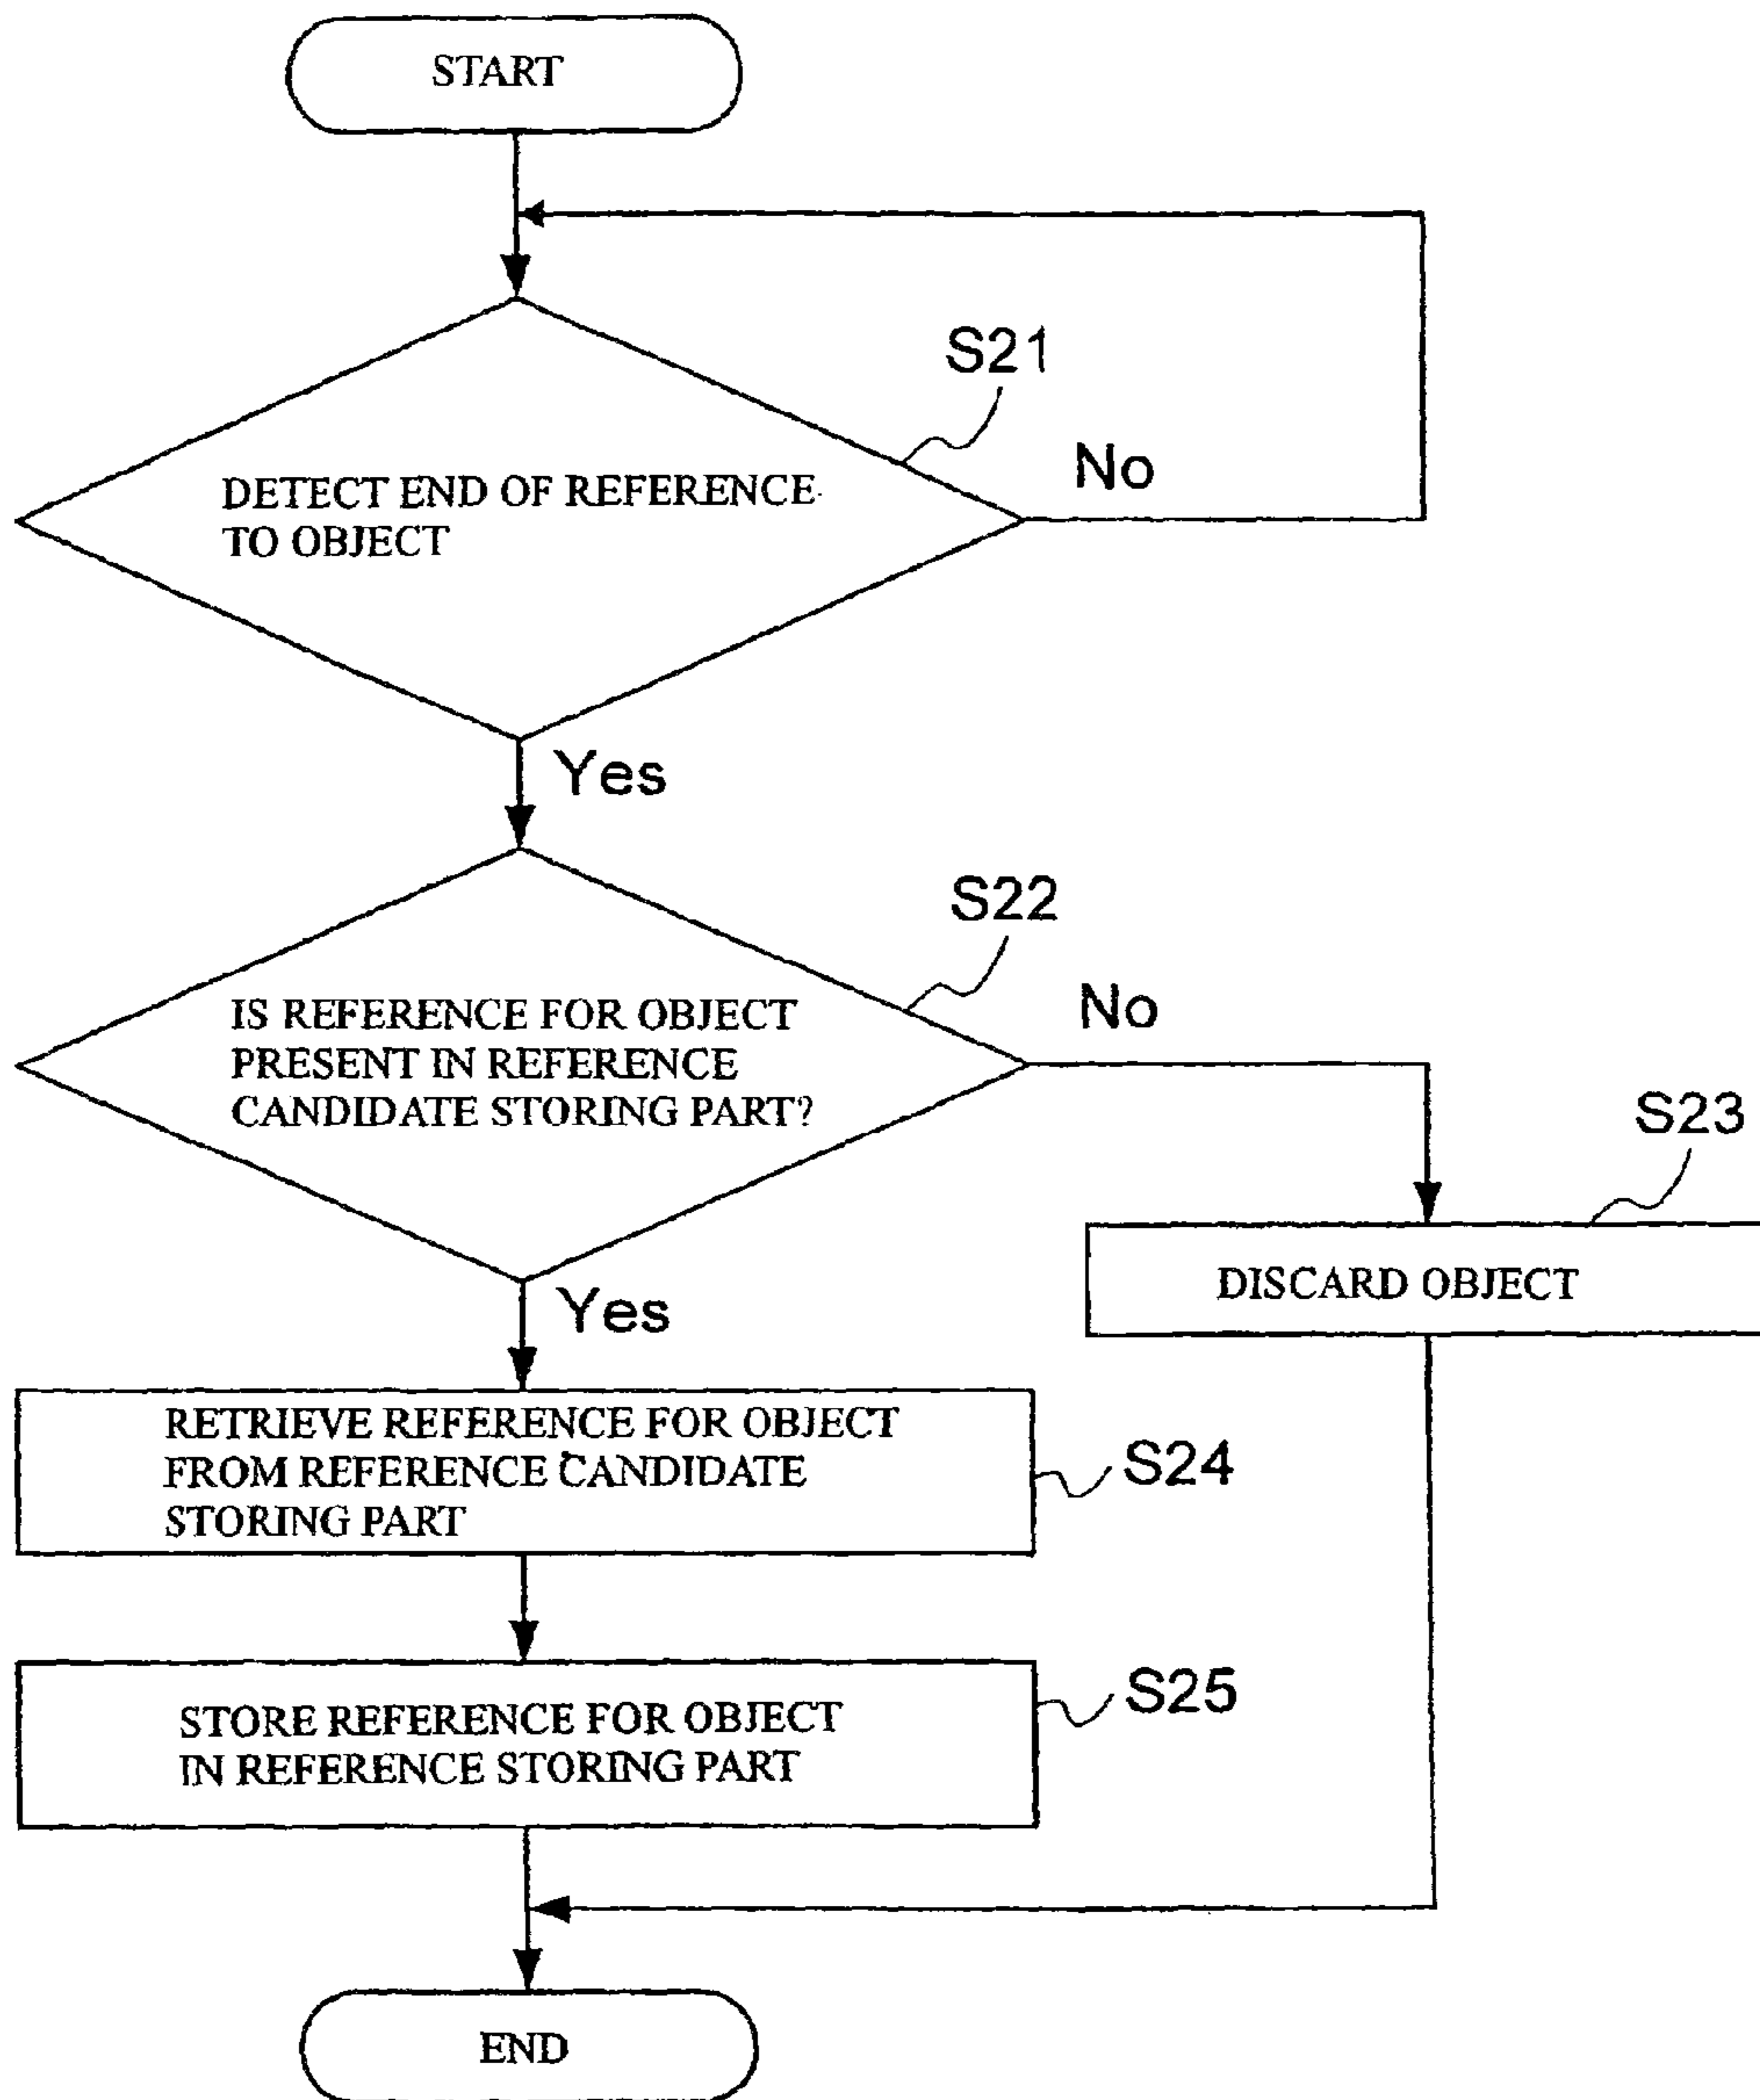 START
S21
No
DETECT END OF REFERENCE
TO OBJECT
Yes
S22
No
IS REFERENCE FOR OBJECT
PRESENT IN REFERENCE
CANDIDATE STORING PART?
S23
DISCARD OBJECT
Yes
RETRIEVE REFERENCE FOR OBJECT
FROM REFERENCE CANDIDATE
STORING PART
S24
STORE REFERENCE FOR OBJECT
IN REFERENCE STORING PART
S25
END